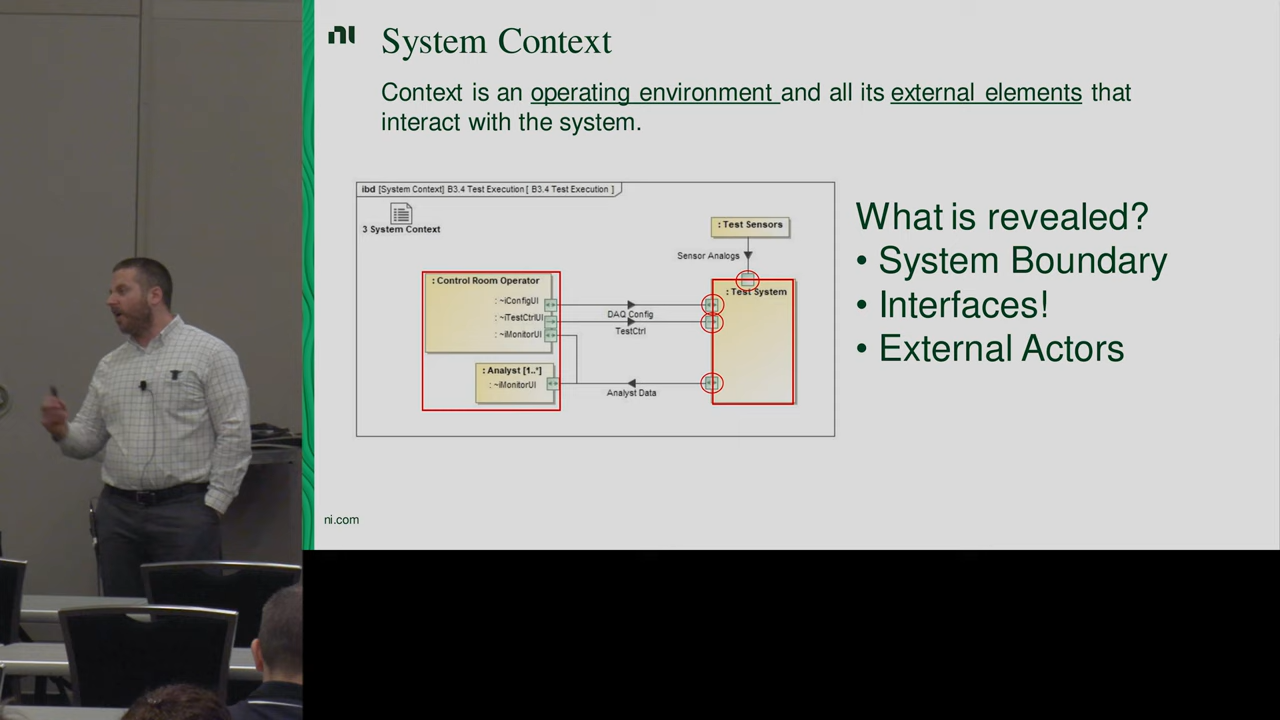 ni
System Context
Context is an operating environment and all its external elements that
interact with the system.
ibd [System Context] B3.4 Test Execution [ B3.4 Test Execution ]
3 System Context
: Test Sensors
Sensor Analogs
: Control Room Operator
: ~iConfigUI
: ~iTestCtrlUI
: ~iMonitorUI
DAQ Config
TestCtrl
: Test System
: Analyst [1..*]
: ~iMonitorUI
Analyst Data
What is revealed?
• System Boundary
• Interfaces!
• External Actors
ni.com